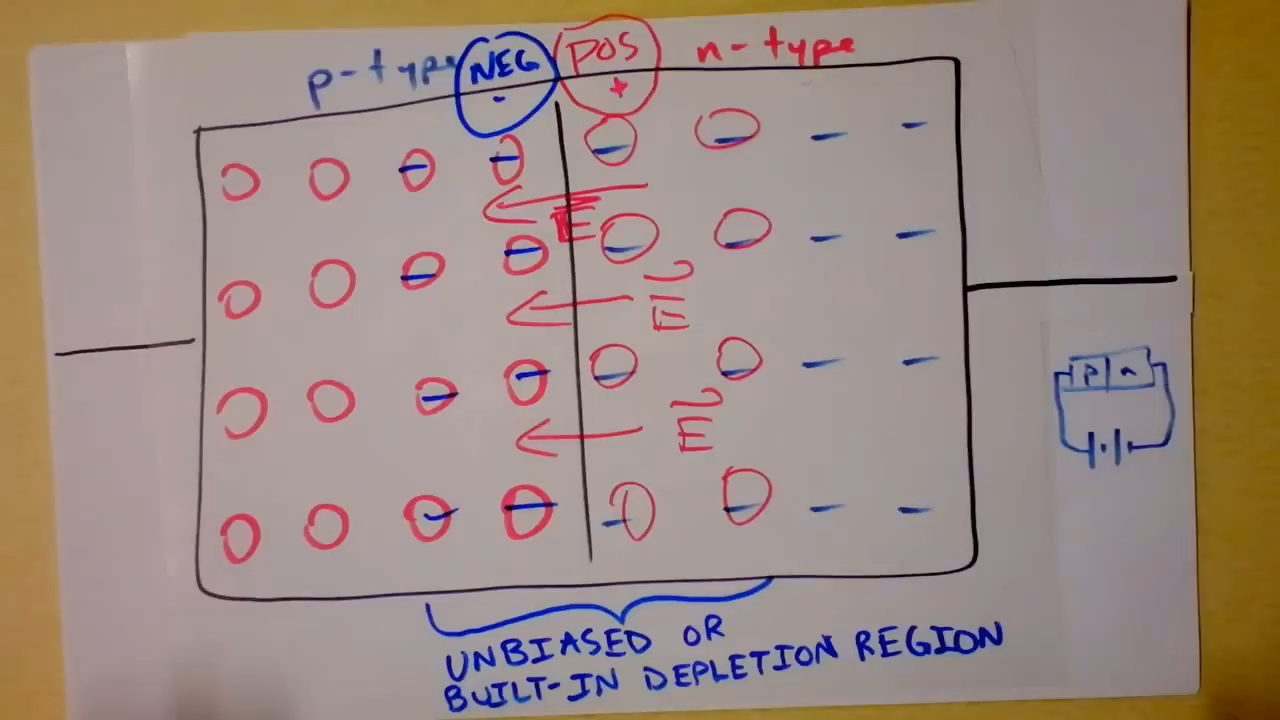 p-type NEG POS n-type
- +
E
E
E
p n
UNBIASED OR
BUILT-IN DEPLETION REGION